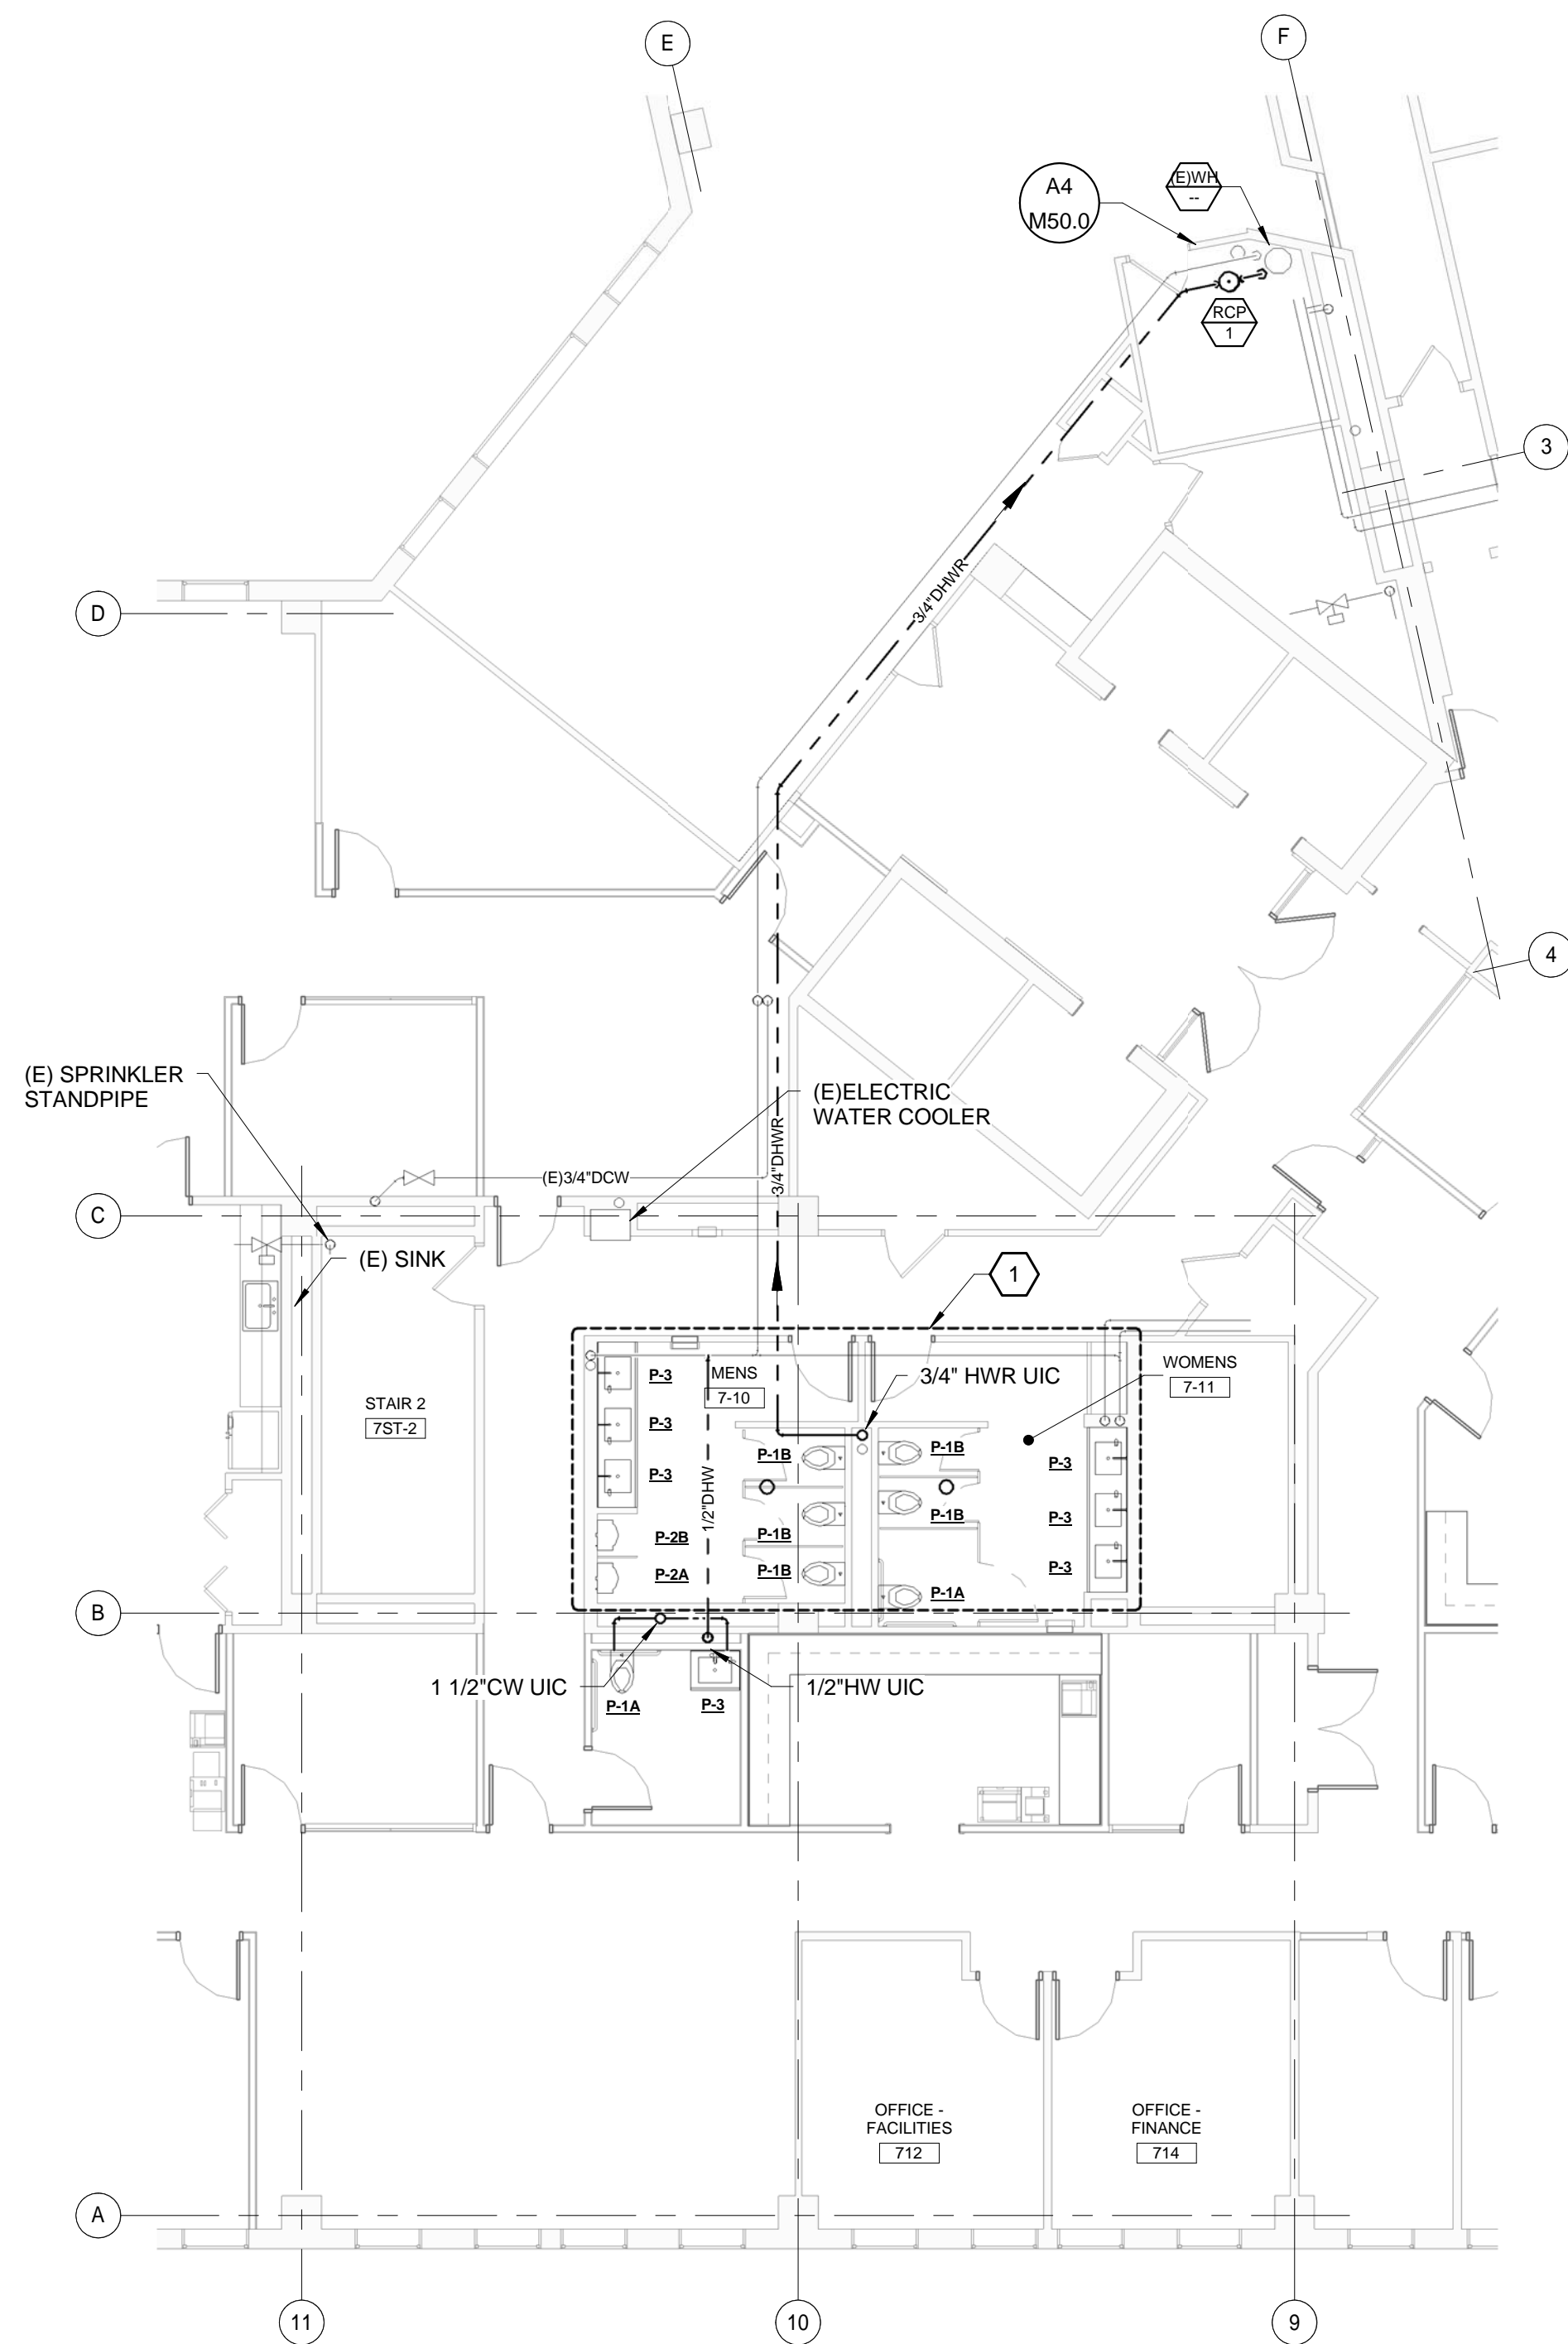 E
F
A4
M50.0
(E)WH
--
RCP
1
3
3/4"DHWR
D
4
(E) SPRINKLER
STANDPIPE
(E)ELECTRIC
WATER COOLER
3/4"DHWR
(E)3/4"DCW
C
(E) SINK
1
MENS
7-10
3/4" HWR UIC
WOMENS
7-11
STAIR 2
7ST-2
P-3
P-3
P-3
P-1B
P-1B
P-3
1/2"DHW
P-1B
P-3
P-2B
P-1B
P-3
P-2A
P-1B
P-1A
B
1 1/2"CW UIC
1/2"HW UIC
P-1A
P-3
OFFICE -
FACILITIES
712
OFFICE -
FINANCE
714
A
11
10
9